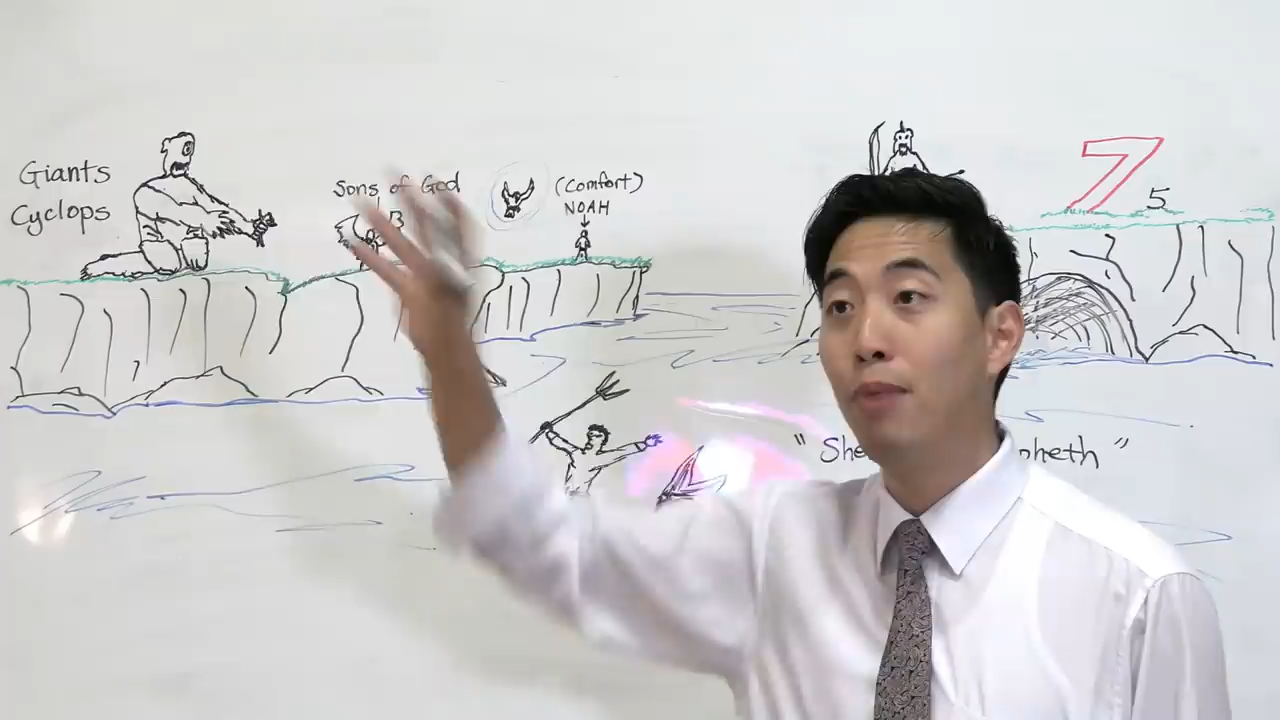 Giants
Cyclops
Sons of God
(Comfort)
NOAH
7
5
"She pheth"